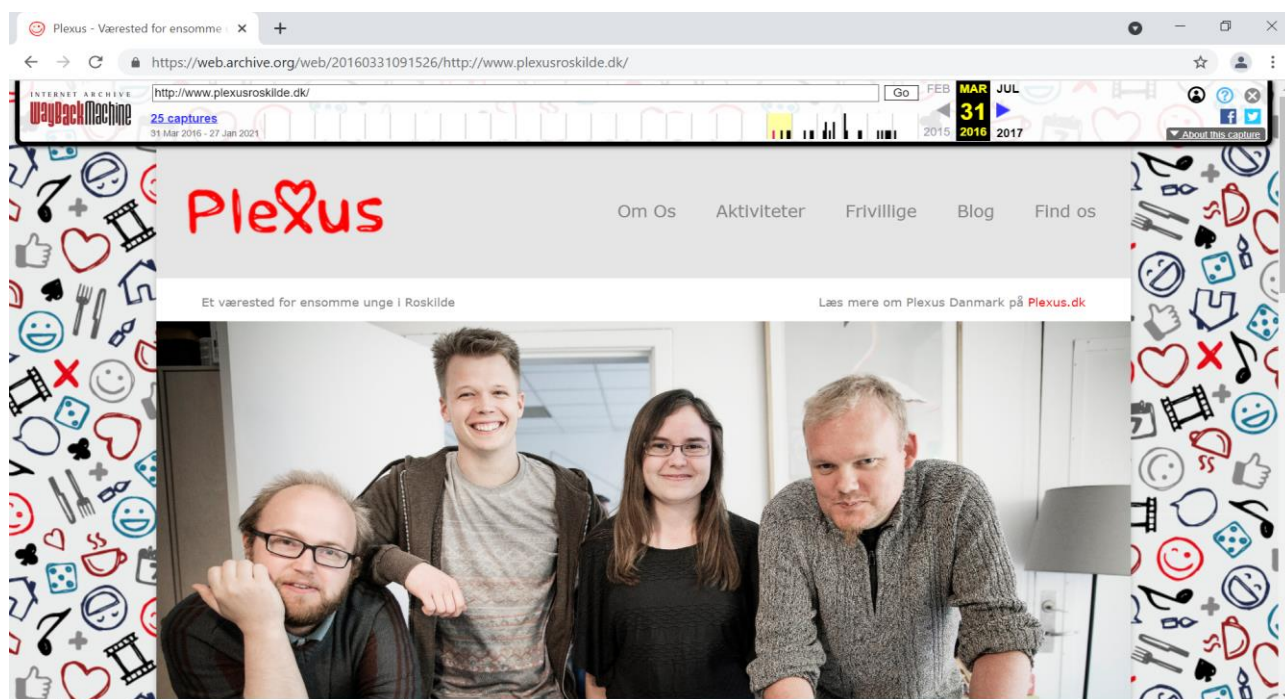 Plexus - Værested for ensomme
https://web.archive.org/web/20160331091526/http://www.plexusroskilde.dk/
INTERNET ARCHIVE
WayBackMachine
http://www.plexusroskilde.dk/
Go
FEB MAR JUL
25 captures
31
31 Mar 2016 - 27 Jan 2021
2015 2016 2017
About this capture
Plexus
Om Os Aktiviteter Frivillige Blog Find os
Et værested for ensomme unge i Roskilde
Læs mere om Plexus Danmark på Plexus.dk